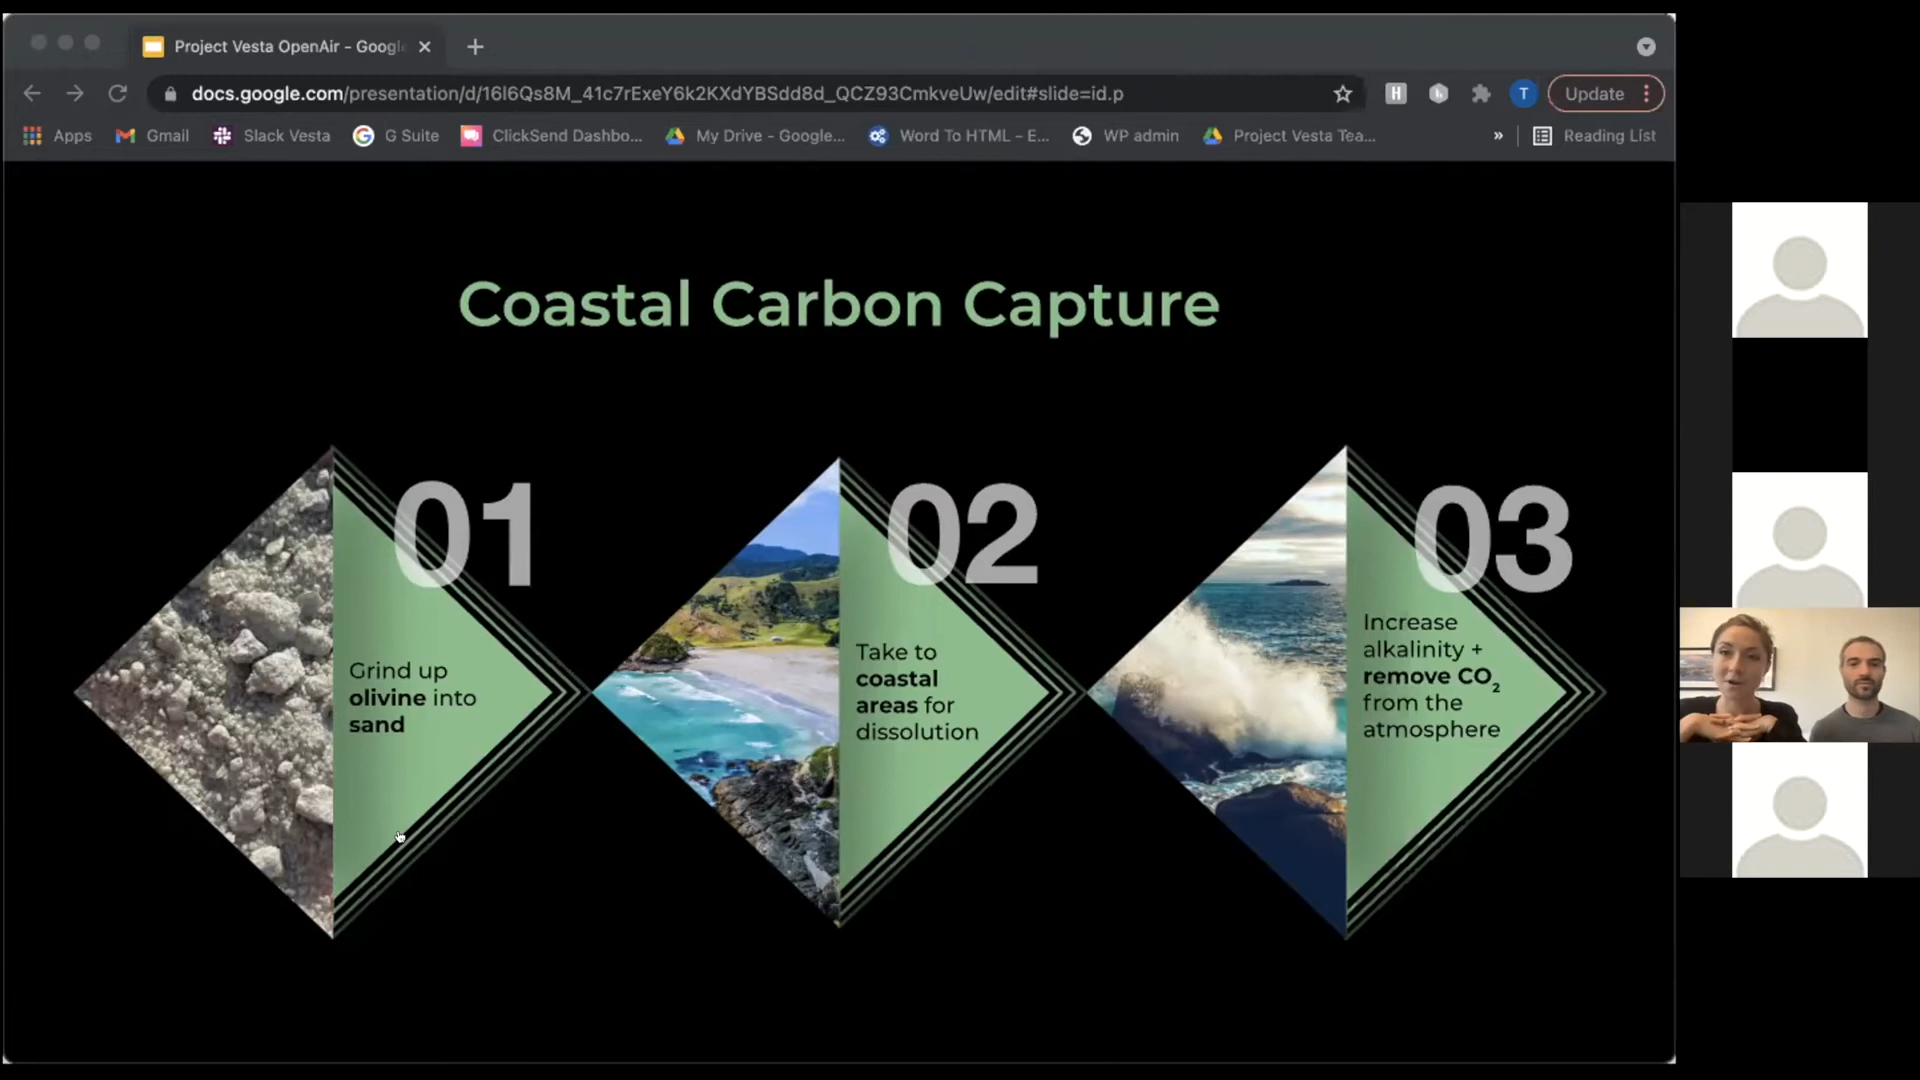 Project Vesta OpenAir - Google
docs.google.com/presentation/d/16l6Qs8M_41c7rExeY6k2KXdYBSdd8d_QCZ93CmkveUw/edit#slide=id.p
H
T
Update
Apps
Gmail
Slack Vesta
G Suite
ClickSend Dashbo...
My Drive - Google...
Word To HTML - E...
WP admin
Project Vesta Tea...
»
Reading List
Coastal Carbon Capture
01
Grind up
olivine into
sand
02
Take to
coastal
areas for
dissolution
03
Increase
alkalinity +
remove CO₂
from the
atmosphere